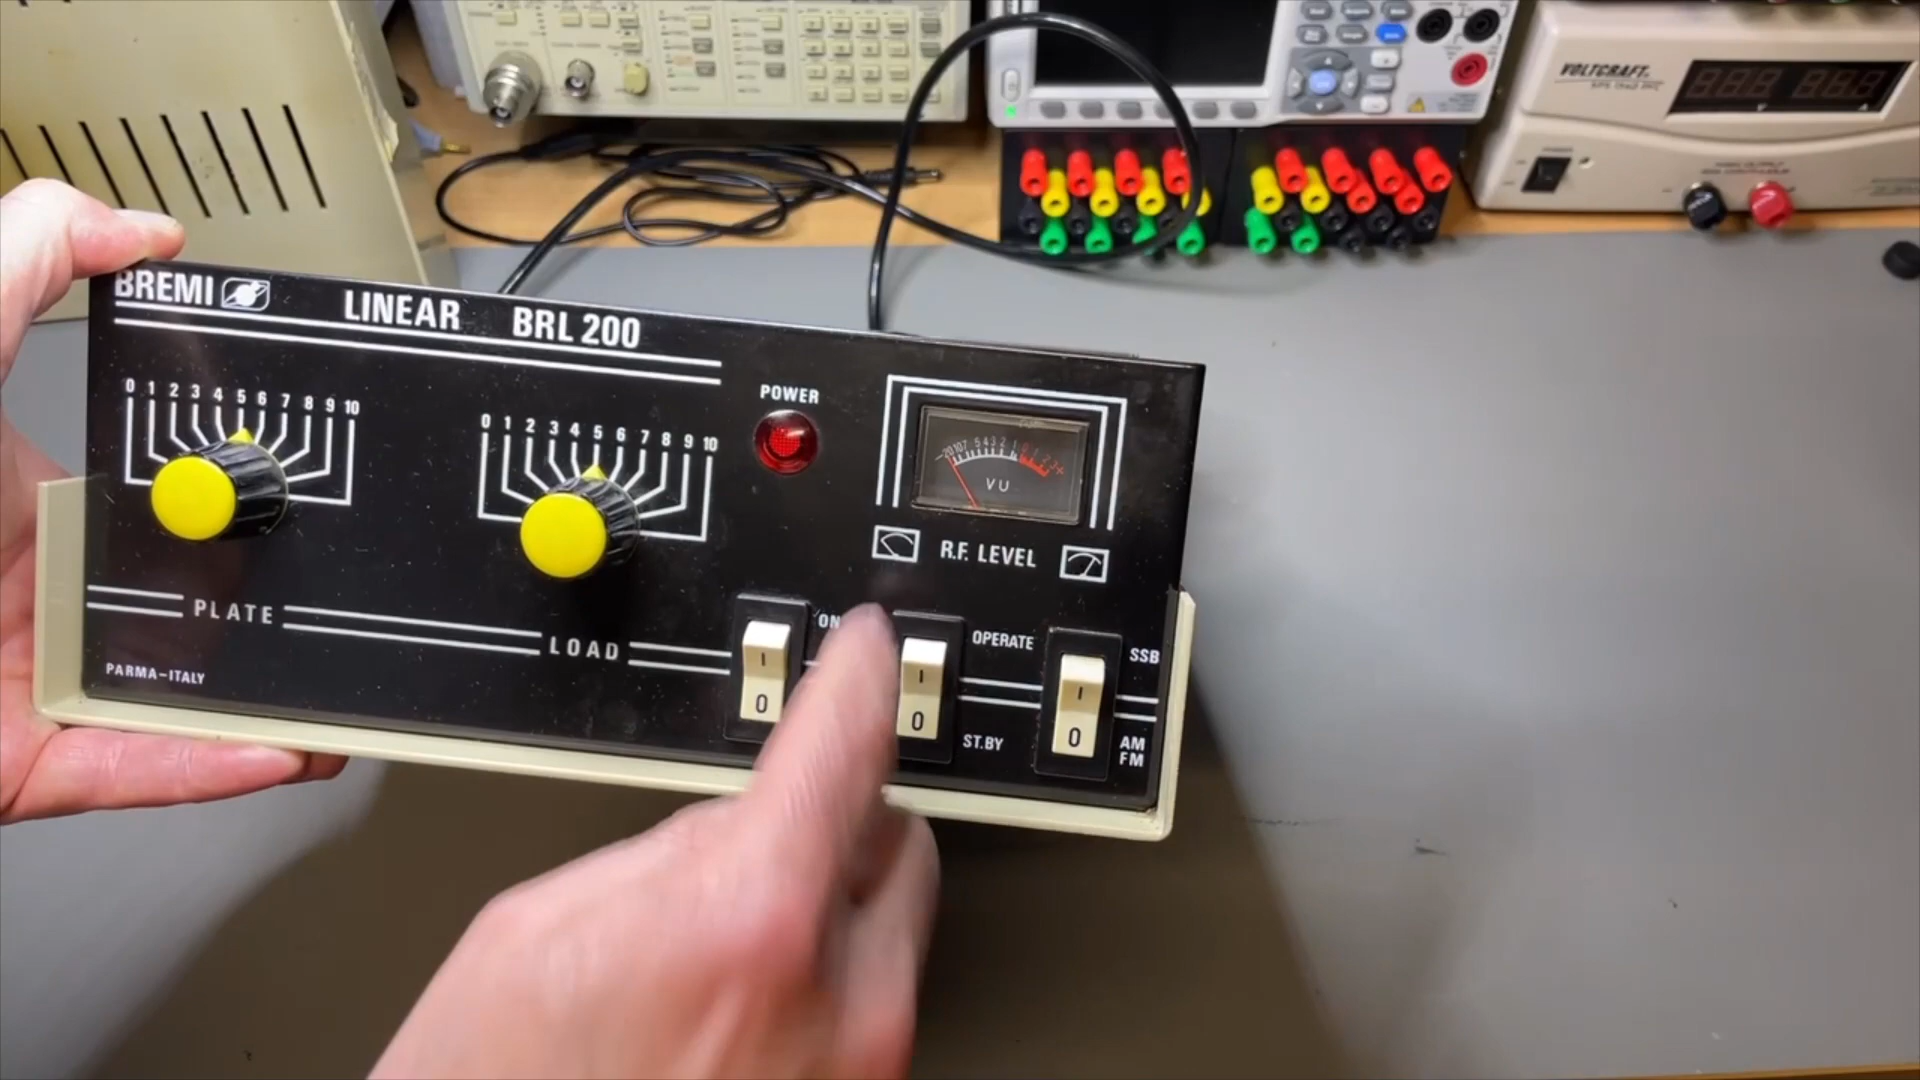 VOLTCRAFT
BREMI LINEAR BRL 200
0 1 2 3 4 5 6 7 8 9 10
0 1 2 3 4 5 6 7 8 9 10
POWER
VU
R.F. LEVEL
PLATE
LOAD
PARMA-ITALY
ON
I
0
OPERATE
I
0
ST.BY
SSB
I
0
AM
FM